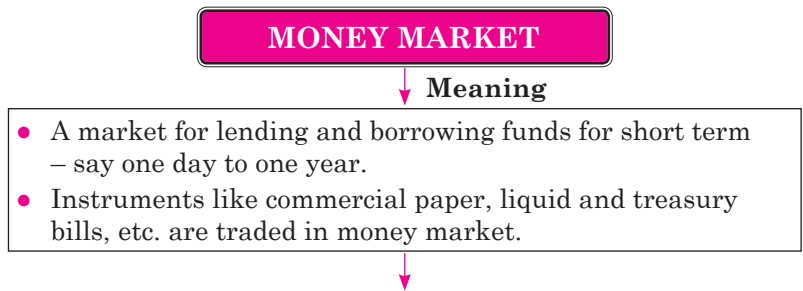 MONEY MARKET
Meaning
● A market for lending and borrowing funds for short term
– say one day to one year.
● Instruments like commercial paper, liquid and treasury
bills, etc. are traded in money market.